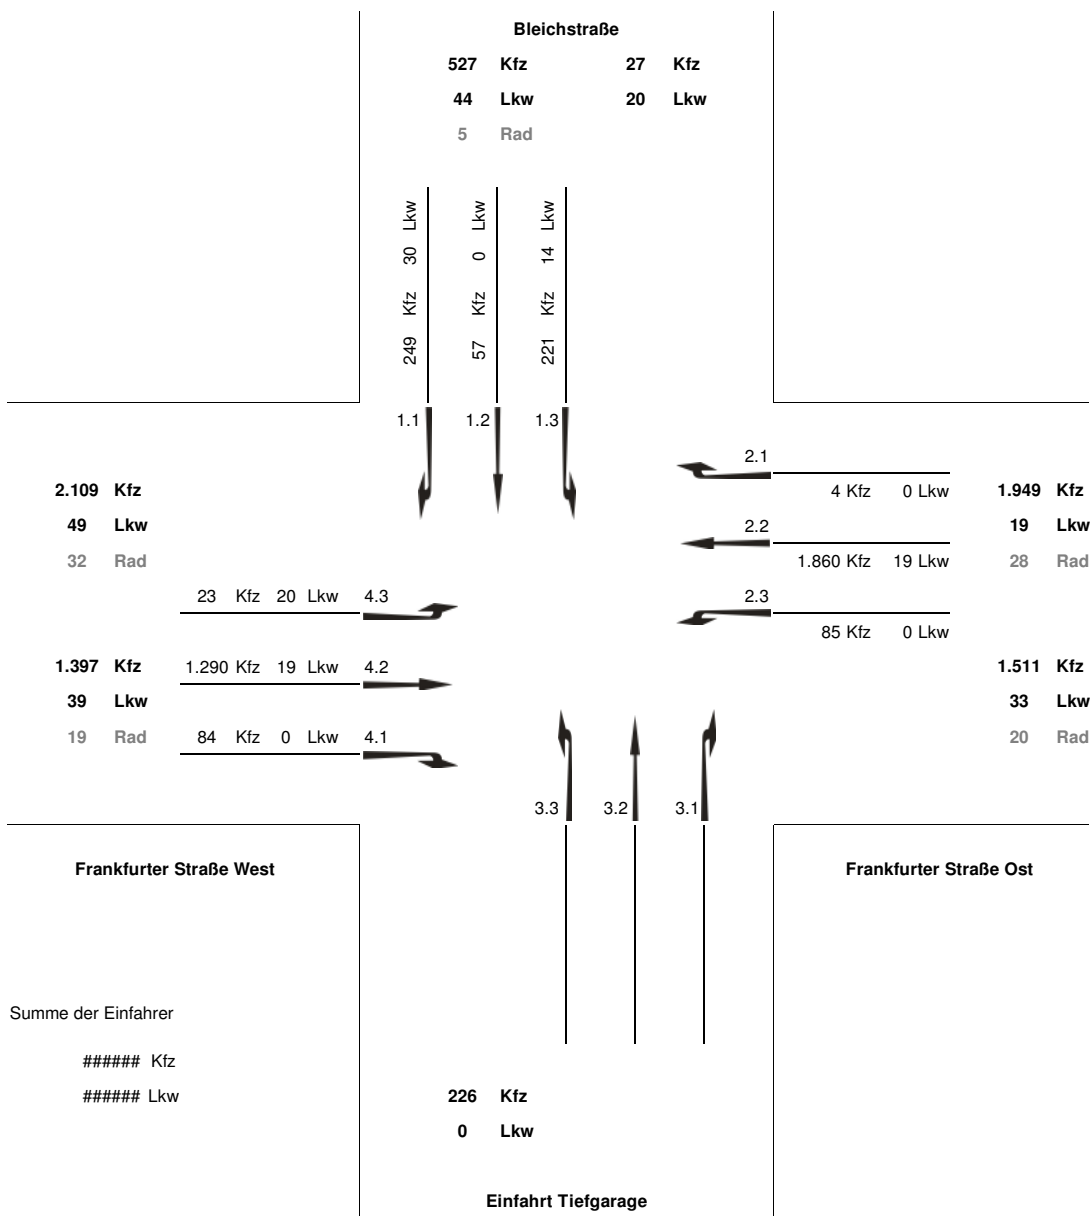 Bleichstraße
527 Kfz 27 Kfz
44 Lkw 20 Lkw
5 Rad
249 Kfz 30 Lkw
57 Kfz 0 Lkw
221 Kfz 14 Lkw
1.1 1.2 1.3
2.1
4 Kfz 0 Lkw
2.2
1.860 Kfz 19 Lkw
2.3
85 Kfz 0 Lkw
2.109 Kfz
49 Lkw
32 Rad
1.949 Kfz
19 Lkw
28 Rad
23 Kfz 20 Lkw 4.3
1.397 Kfz
39 Lkw
19 Rad
1.290 Kfz 19 Lkw 4.2
84 Kfz 0 Lkw 4.1
1.511 Kfz
33 Lkw
20 Rad
3.3 3.2 3.1
Frankfurter Straße West
Frankfurter Straße Ost
Summe der Einfahrer
###### Kfz
###### Lkw
226 Kfz
0 Lkw
Einfahrt Tiefgarage